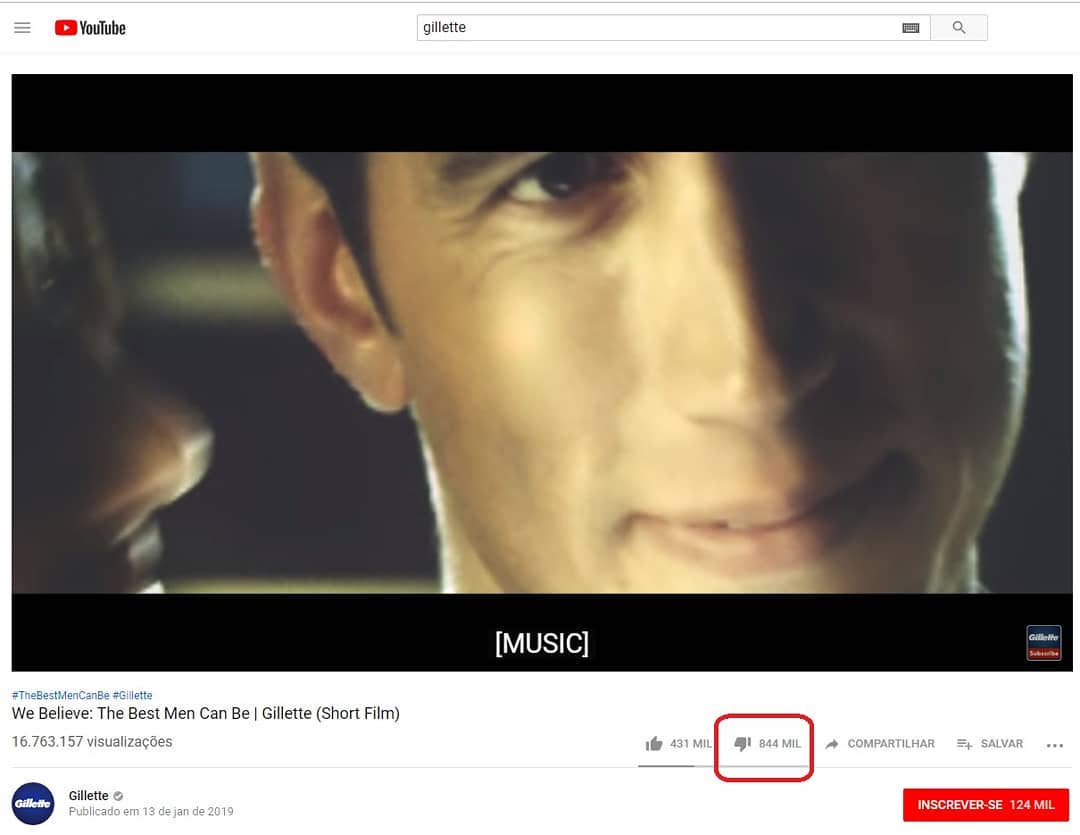 YouTube
gillette
[MUSIC]
Gillette
Subscribe
#TheBestMenCanBe #Gillette
We Believe: The Best Men Can Be | Gillette (Short Film)
16.763.157 visualizações
431 MIL
844 MIL
COMPARTILHAR
SALVAR
Gillette
Gillette
Publicado em 13 de jan de 2019
INSCREVER-SE 124 MIL